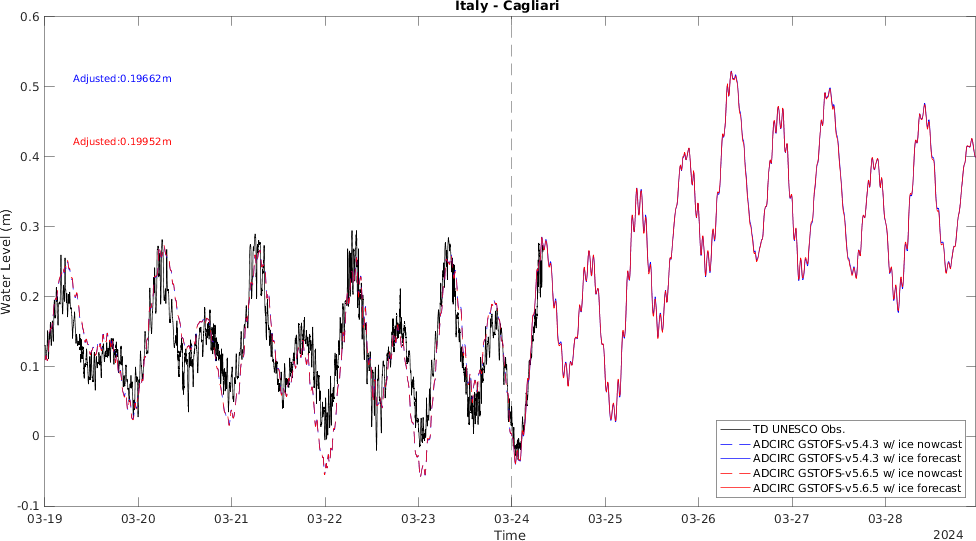 Italy - Cagliari
0.6
0.5
0.4
0.3
0.2
0.1
0
-0.1
Water Level (m)
Adjusted:0.19662m
Adjusted:0.19952m
TD UNESCO Obs.
ADCIRC GSTOFS-v5.4.3 w/ ice nowcast
ADCIRC GSTOFS-v5.4.3 w/ ice forecast
ADCIRC GSTOFS-v5.6.5 w/ ice nowcast
ADCIRC GSTOFS-v5.6.5 w/ ice forecast
03-19 03-20 03-21 03-22 03-23 03-24 03-25 03-26 03-27 03-28
Time
2024